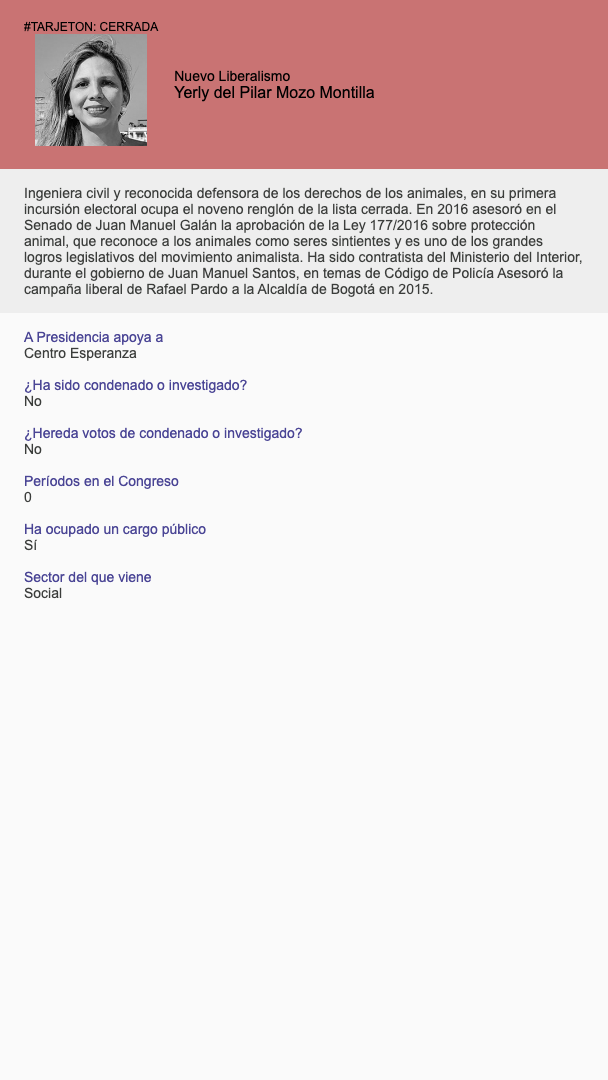 #TARJETON: CERRADA
Nuevo Liberalismo
Yerly del Pilar Mozo Montilla
Ingeniera civil y reconocida defensora de los derechos de los animales, en su primera
incursión electoral ocupa el noveno renglón de la lista cerrada. En 2016 asesoró en el
Senado de Juan Manuel Galán la aprobación de la Ley 177/2016 sobre protección
animal, que reconoce a los animales como seres sintientes y es uno de los grandes
logros legislativos del movimiento animalista. Ha sido contratista del Ministerio del Interior,
durante el gobierno de Juan Manuel Santos, en temas de Código de Policía Asesoró la
campaña liberal de Rafael Pardo a la Alcaldía de Bogotá en 2015.
A Presidencia apoya a
Centro Esperanza
¿Ha sido condenado o investigado?
No
¿Hereda votos de condenado o investigado?
No
Períodos en el Congreso
0
Ha ocupado un cargo público
Sí
Sector del que viene
Social